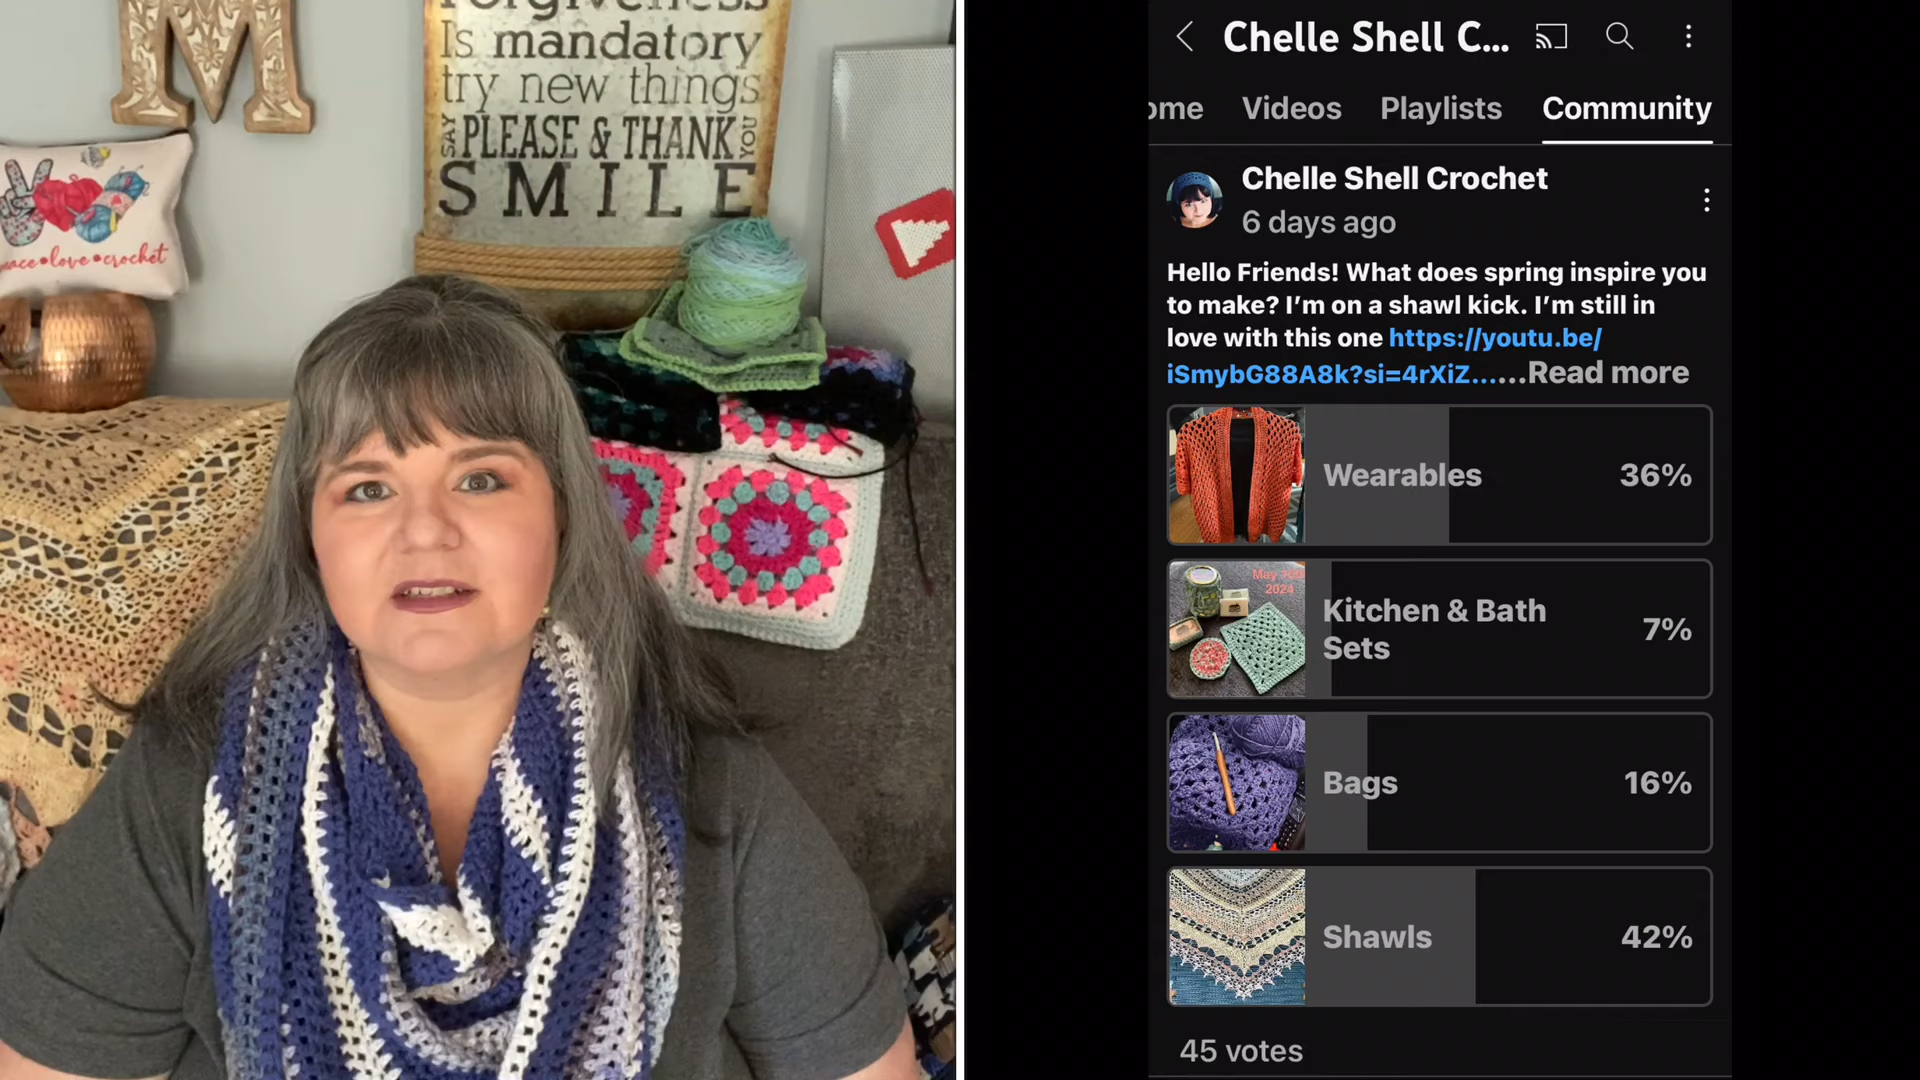 Forgiveness
Is mandatory
try new things
SAY PLEASE & THANK YOU
SMILE
M
peace•love•crochet
Chelle Shell C...
ome Videos Playlists Community
Chelle Shell Crochet
6 days ago
Hello Friends! What does spring inspire you
to make? I’m on a shawl kick. I’m still in
love with this one https://youtu.be/
iSmybG88A8k?si=4rXiZ......Read more
Wearables 36%
Kitchen & Bath
Sets
7%
Bags 16%
Shawls 42%
45 votes